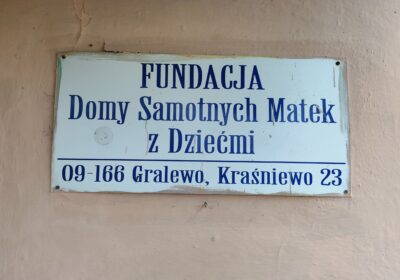 FUNDACJA
Domy Samotnych Matek
z Dziećmi
09-166 Gralewo, Kraśniewo 23